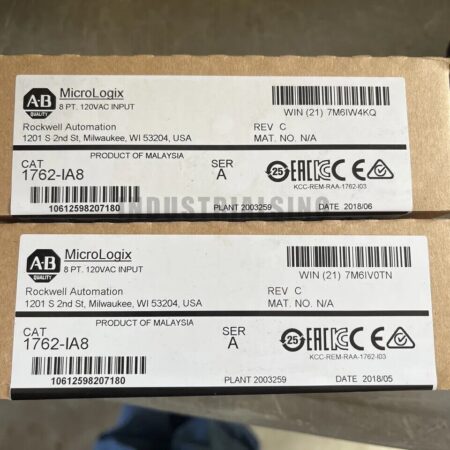 A-B
QUALITY
MicroLogix
8 PT. 120VAC INPUT
Rockwell Automation
1201 S 2nd St, Milwaukee, WI 53204, USA
WIN (21) 7M6IW4KQ
REV C
MAT. NO. N/A
PRODUCT OF MALAYSIA
CAT
1762-IA8
SER
A
25
EAC
KCC-REM-RAA-1762-I03
10612598207180
PLANT 2003259
DATE 2018/06
A-B
QUALITY
MicroLogix
8 PT. 120VAC INPUT
Rockwell Automation
1201 S 2nd St, Milwaukee, WI 53204, USA
WIN (21) 7M6IV0TN
REV C
MAT. NO. N/A
PRODUCT OF MALAYSIA
CAT
1762-IA8
SER
A
25
EAC
KCC-REM-RAA-1762-I03
10612598207180
PLANT 2003259
DATE 2018/05